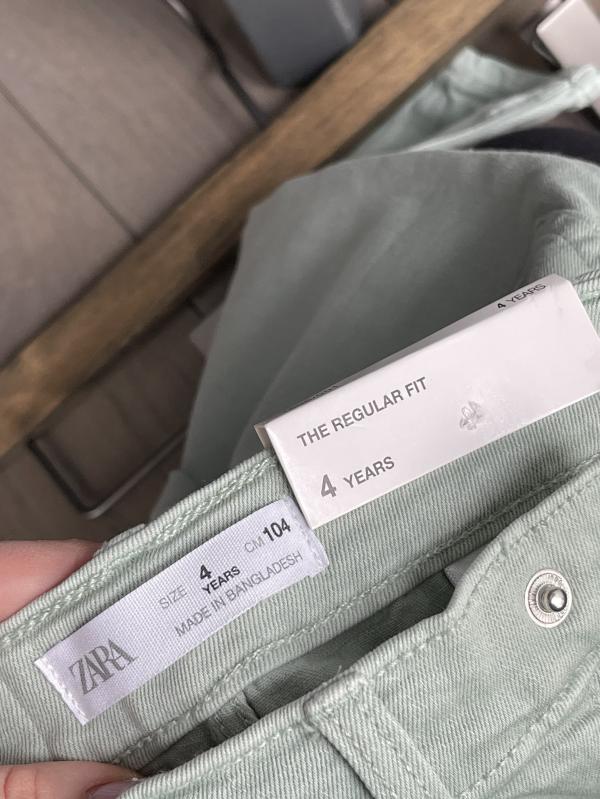 4 YEARS
THE REGULAR FIT
4 YEARS
ZARA
SIZE 4 YEARS CM 104
MADE IN BANGLADESH